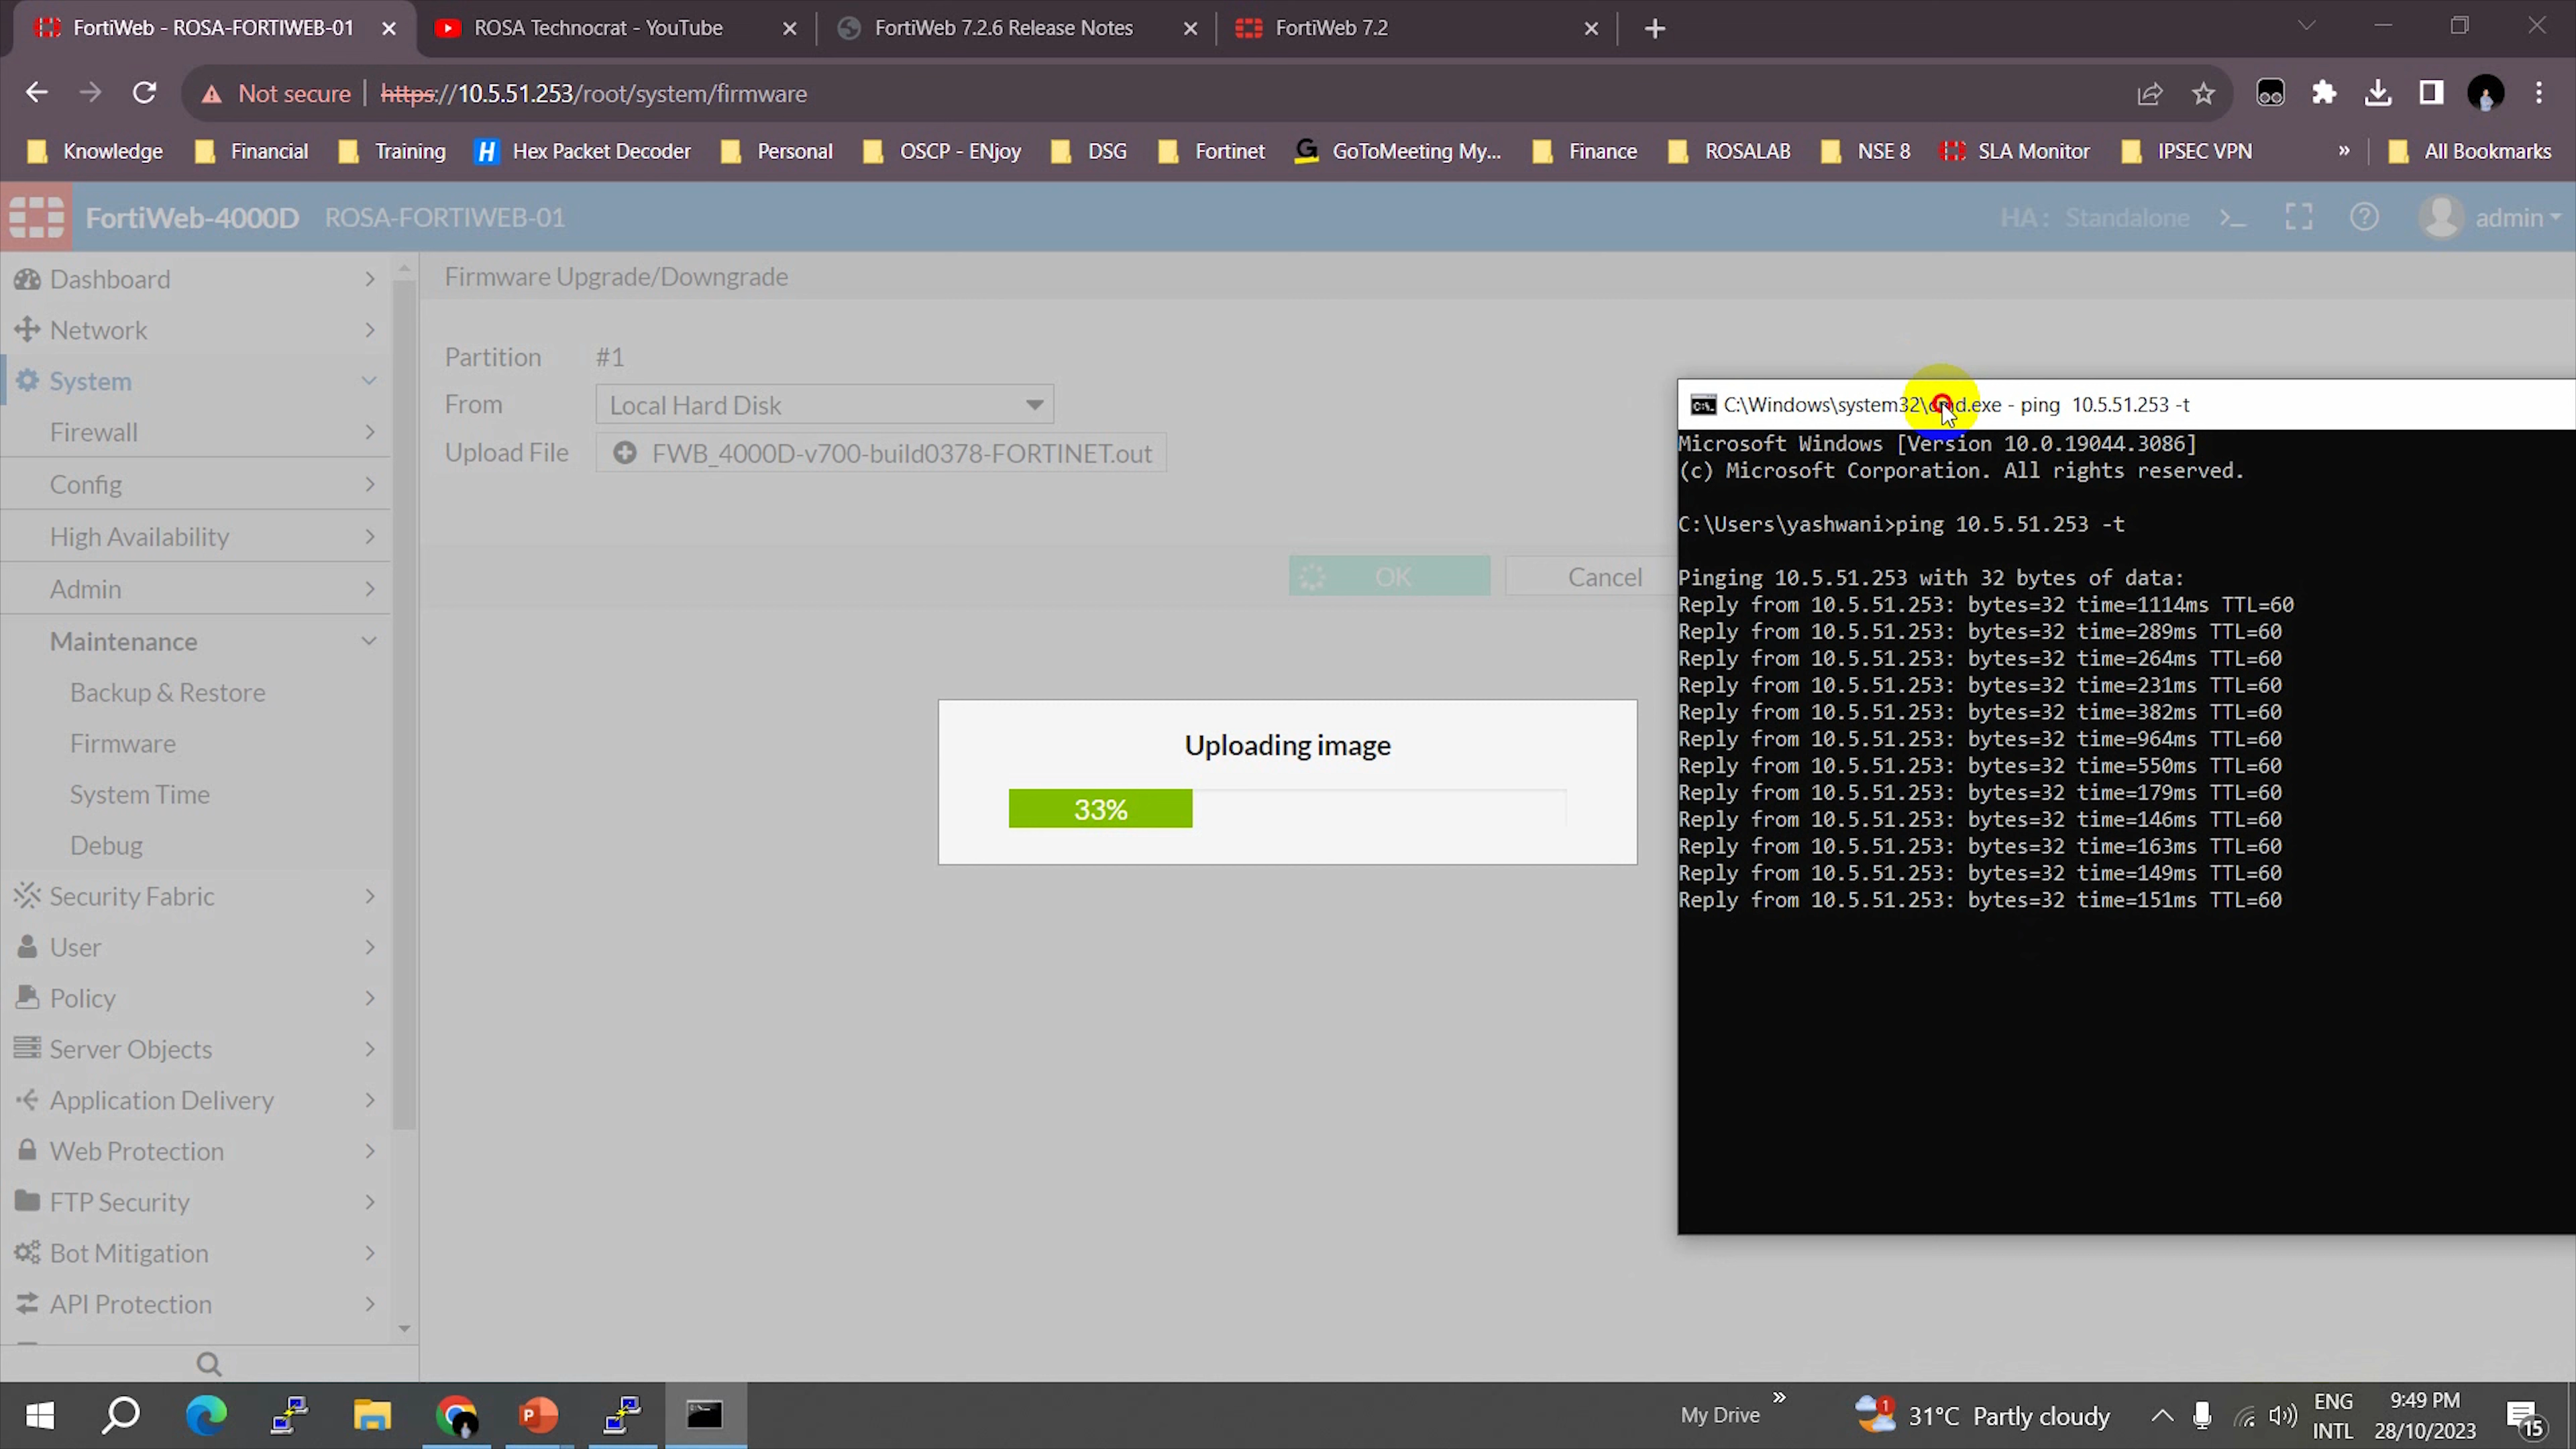 FortiWeb - ROSA-FORTIWEB-01
ROSA Technocrat - YouTube
FortiWeb 7.2.6 Release Notes
FortiWeb 7.2
Not secure
https://10.5.51.253/root/system/firmware
Knowledge
Financial
Training
Hex Packet Decoder
Personal
OSCP - ENjoy
DSG
Fortinet
GoToMeeting My...
Finance
ROSALAB
NSE 8
SLA Monitor
IPSEC VPN
»
All Bookmarks
FortiWeb-4000D
ROSA-FORTIWEB-01
HA: Standalone
admin
Dashboard
Network
System
Firewall
Config
High Availability
Admin
Maintenance
Backup & Restore
Firmware
System Time
Debug
Security Fabric
User
Policy
Server Objects
Application Delivery
Web Protection
FTP Security
Bot Mitigation
API Protection
Firmware Upgrade/Downgrade
Partition #1
From Local Hard Disk
Upload File FWB_4000D-v700-build0378-FORTINET.out
OK
Cancel
Uploading image
33%
C:\Windows\system32\cmd.exe - ping 10.5.51.253 -t
Microsoft Windows [Version 10.0.19044.3086]
(c) Microsoft Corporation. All rights reserved.
C:\Users\yashwani>ping 10.5.51.253 -t
Pinging 10.5.51.253 with 32 bytes of data:
Reply from 10.5.51.253: bytes=32 time=1114ms TTL=60
Reply from 10.5.51.253: bytes=32 time=289ms TTL=60
Reply from 10.5.51.253: bytes=32 time=264ms TTL=60
Reply from 10.5.51.253: bytes=32 time=231ms TTL=60
Reply from 10.5.51.253: bytes=32 time=382ms TTL=60
Reply from 10.5.51.253: bytes=32 time=964ms TTL=60
Reply from 10.5.51.253: bytes=32 time=550ms TTL=60
Reply from 10.5.51.253: bytes=32 time=179ms TTL=60
Reply from 10.5.51.253: bytes=32 time=146ms TTL=60
Reply from 10.5.51.253: bytes=32 time=163ms TTL=60
Reply from 10.5.51.253: bytes=32 time=149ms TTL=60
Reply from 10.5.51.253: bytes=32 time=151ms TTL=60
My Drive
»
1
31°C Partly cloudy
ENG
INTL
9:49 PM
28/10/2023
15